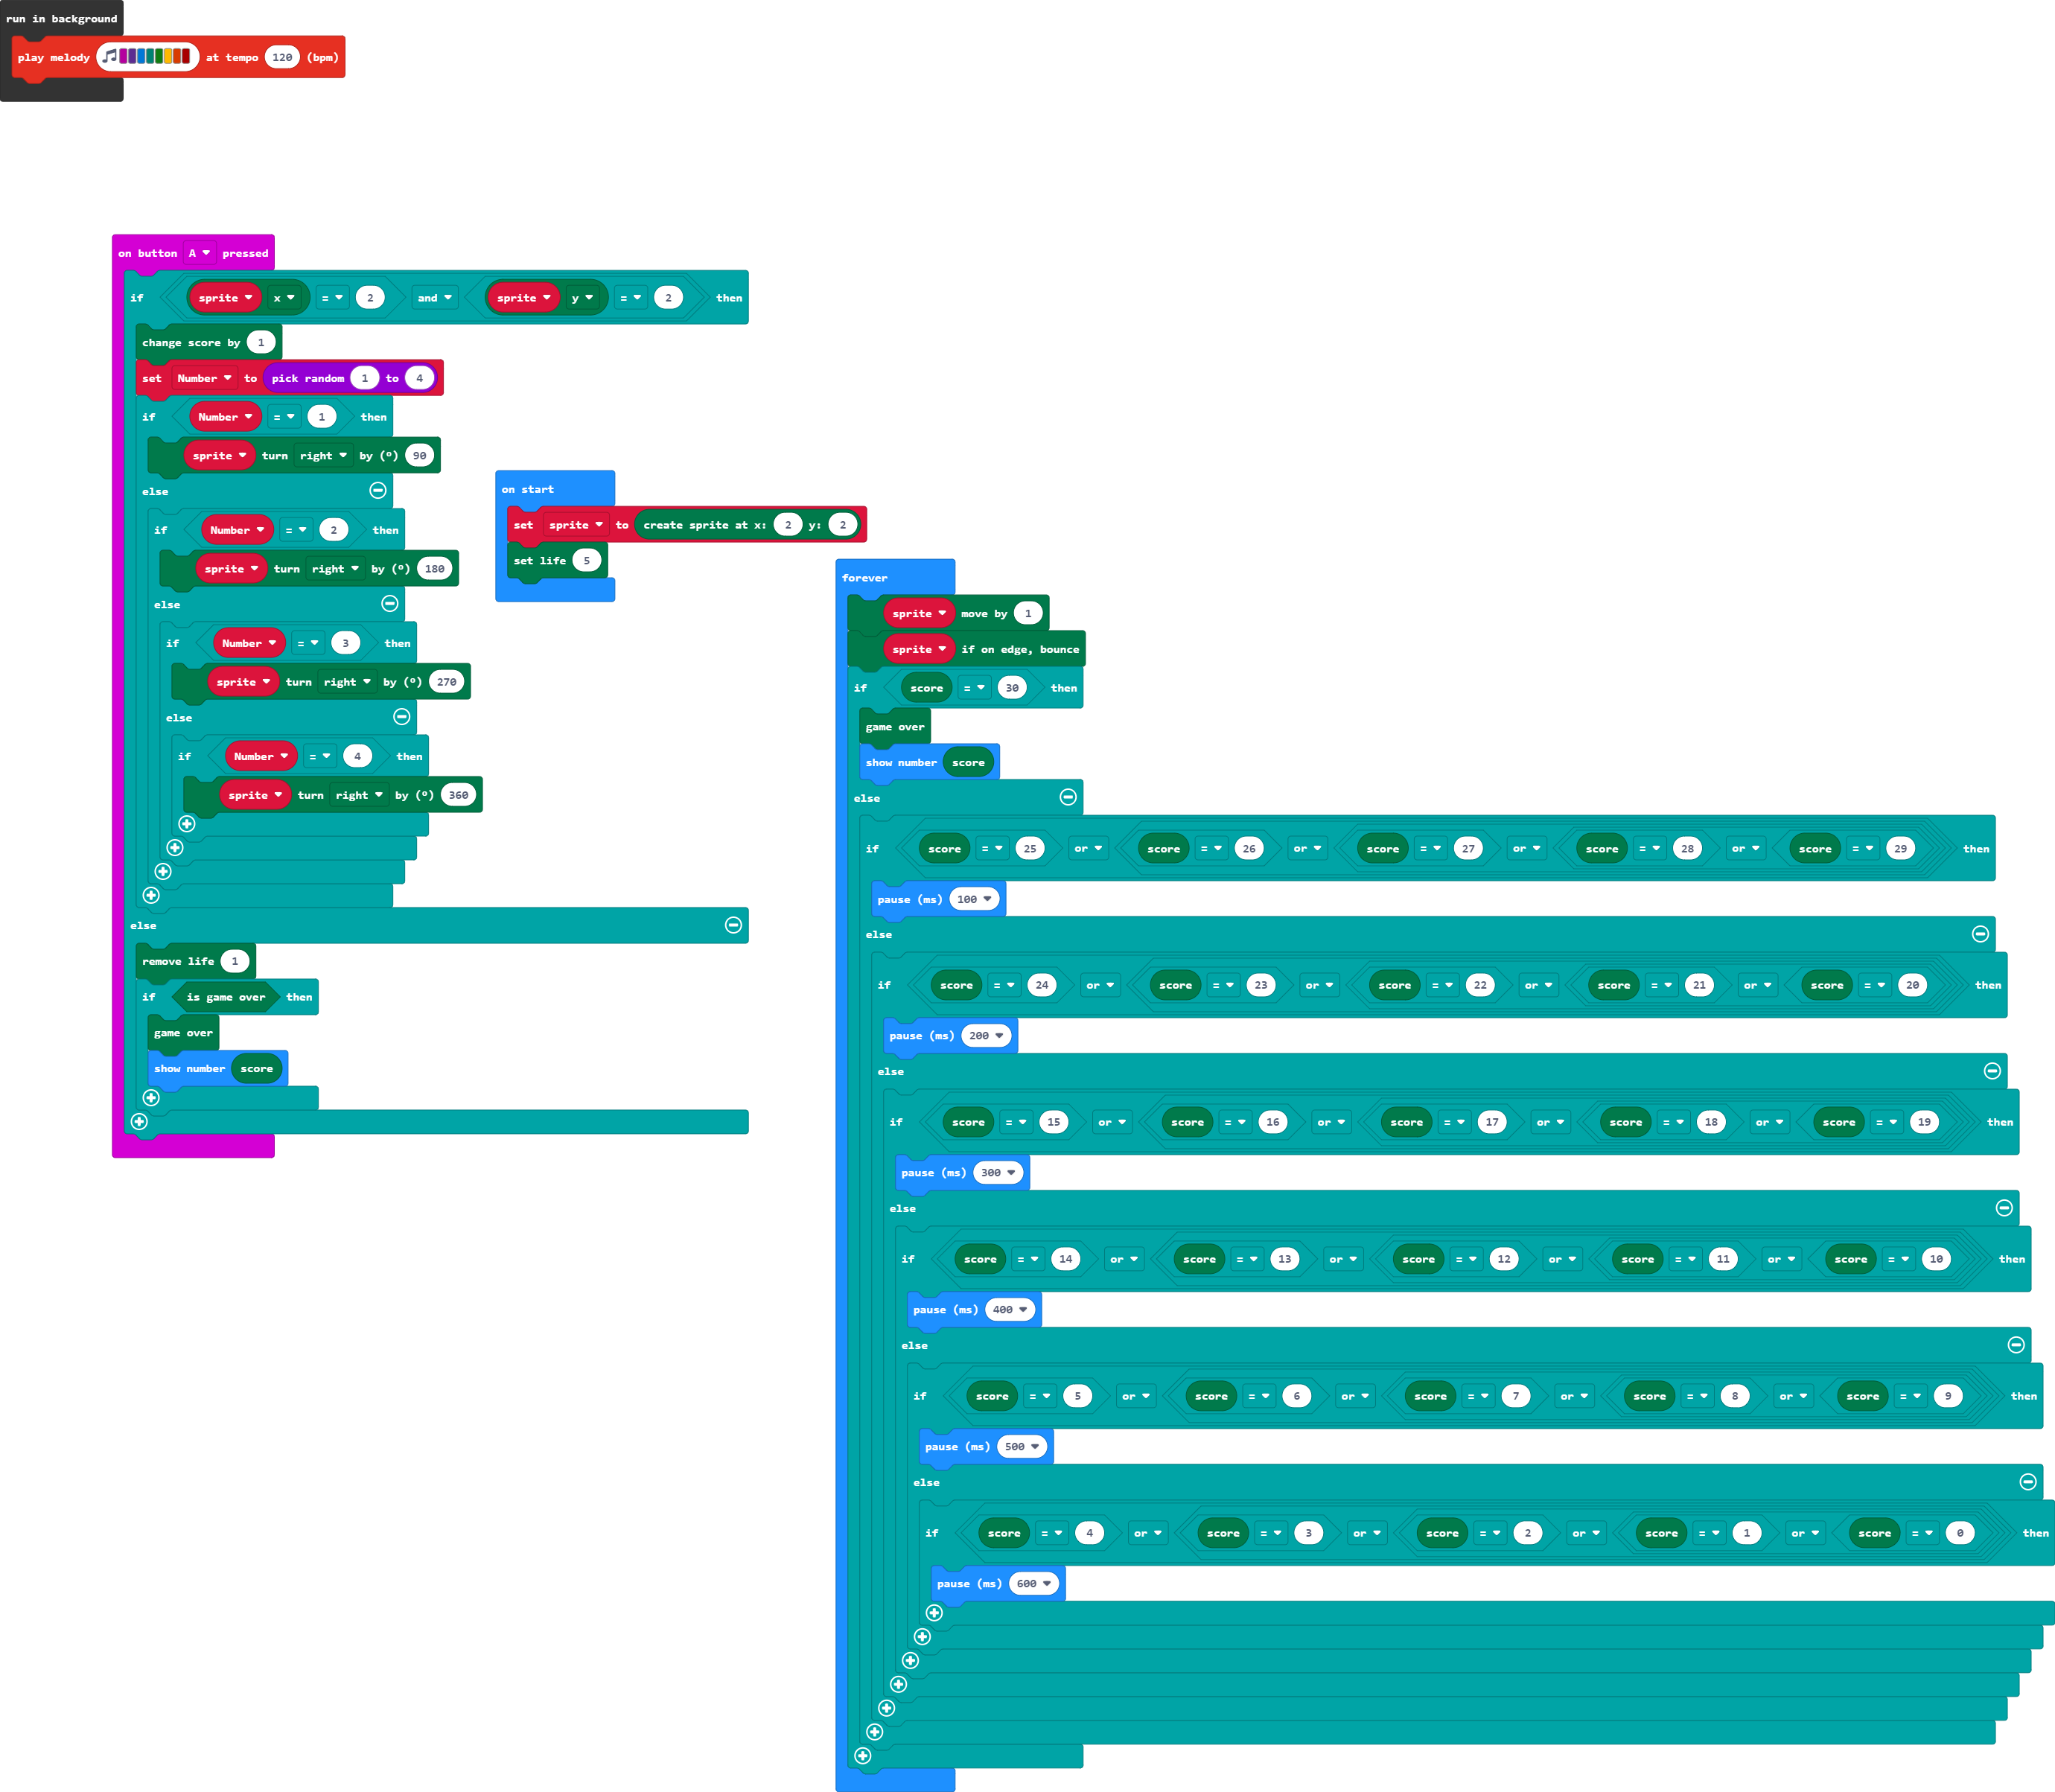 run in background
play melody at tempo 120 (bpm)
on button A pressed
if sprite x = 2 and sprite y = 2 then
change score by 1
set Number to pick random 1 to 4
if Number = 1 then
sprite turn right by (º) 90
else
if Number = 2 then
sprite turn right by (º) 180
else
if Number = 3 then
sprite turn right by (º) 270
else
if Number = 4 then
sprite turn right by (º) 360
else
remove life 1
if is game over then
game over
show number score
on start
set sprite to create sprite at x: 2 y: 2
set life 5
forever
sprite move by 1
sprite if on edge, bounce
if score = 30 then
game over
show number score
else
if score = 25 or score = 26 or score = 27 or score = 28 or score = 29 then
pause (ms) 100
else
if score = 24 or score = 23 or score = 22 or score = 21 or score = 20 then
pause (ms) 200
else
if score = 15 or score = 16 or score = 17 or score = 18 or score = 19 then
pause (ms) 300
else
if score = 14 or score = 13 or score = 12 or score = 11 or score = 10 then
pause (ms) 400
else
if score = 5 or score = 6 or score = 7 or score = 8 or score = 9 then
pause (ms) 500
else
if score = 4 or score = 3 or score = 2 or score = 1 or score = 0 then
pause (ms) 600